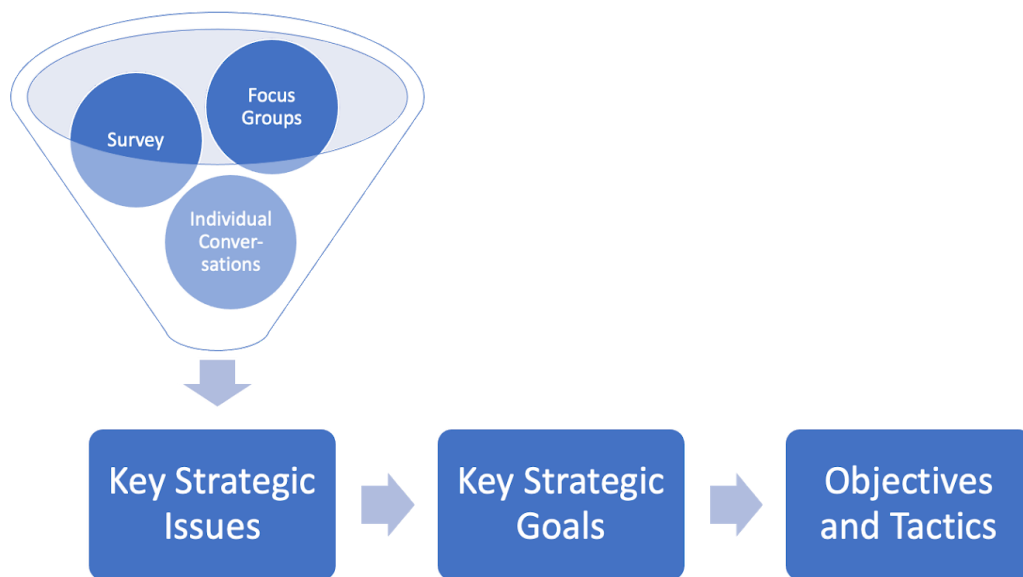 Focus
Groups
Survey
Individual
Conver-
sations
Key Strategic
Issues
Key Strategic
Goals
Objectives
and Tactics